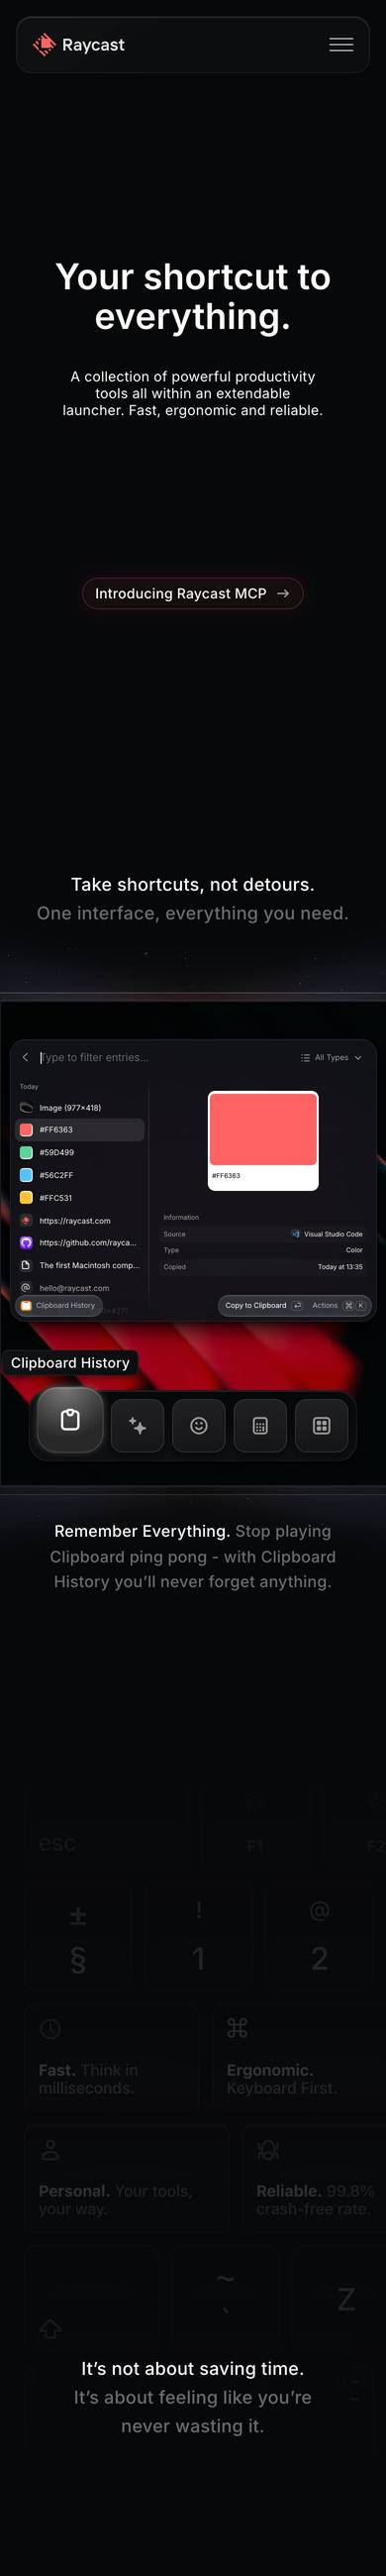 Raycast
Your shortcut to
everything.
A collection of powerful productivity
tools all within an extendable
launcher. Fast, ergonomic and reliable.
Introducing Raycast MCP →
Take shortcuts, not detours.
One interface, everything you need.
Type to filter entries...
All Types
Today
Image (977×418)
#FF6363
#59D499
#56C2FF
#FFC531
https://raycast.com
https://github.com/rayca...
The first Macintosh comp...
hello@raycast.com
#FF6363
Information
Source Visual Studio Code
Type Color
Copied Today at 13:35
Clipboard History
Copy to Clipboard ↵ Actions ⌘ K
Clipboard History
Remember Everything. Stop playing
Clipboard ping pong - with Clipboard
History you’ll never forget anything.
esc F1 F2
± ! @
§ 1 2
Fast. Think in
milliseconds.
Ergonomic.
Keyboard First.
Personal. Your tools,
your way.
Reliable. 99.8%
crash-free rate.
~
` Z
It’s not about saving time.
It’s about feeling like you’re
never wasting it.